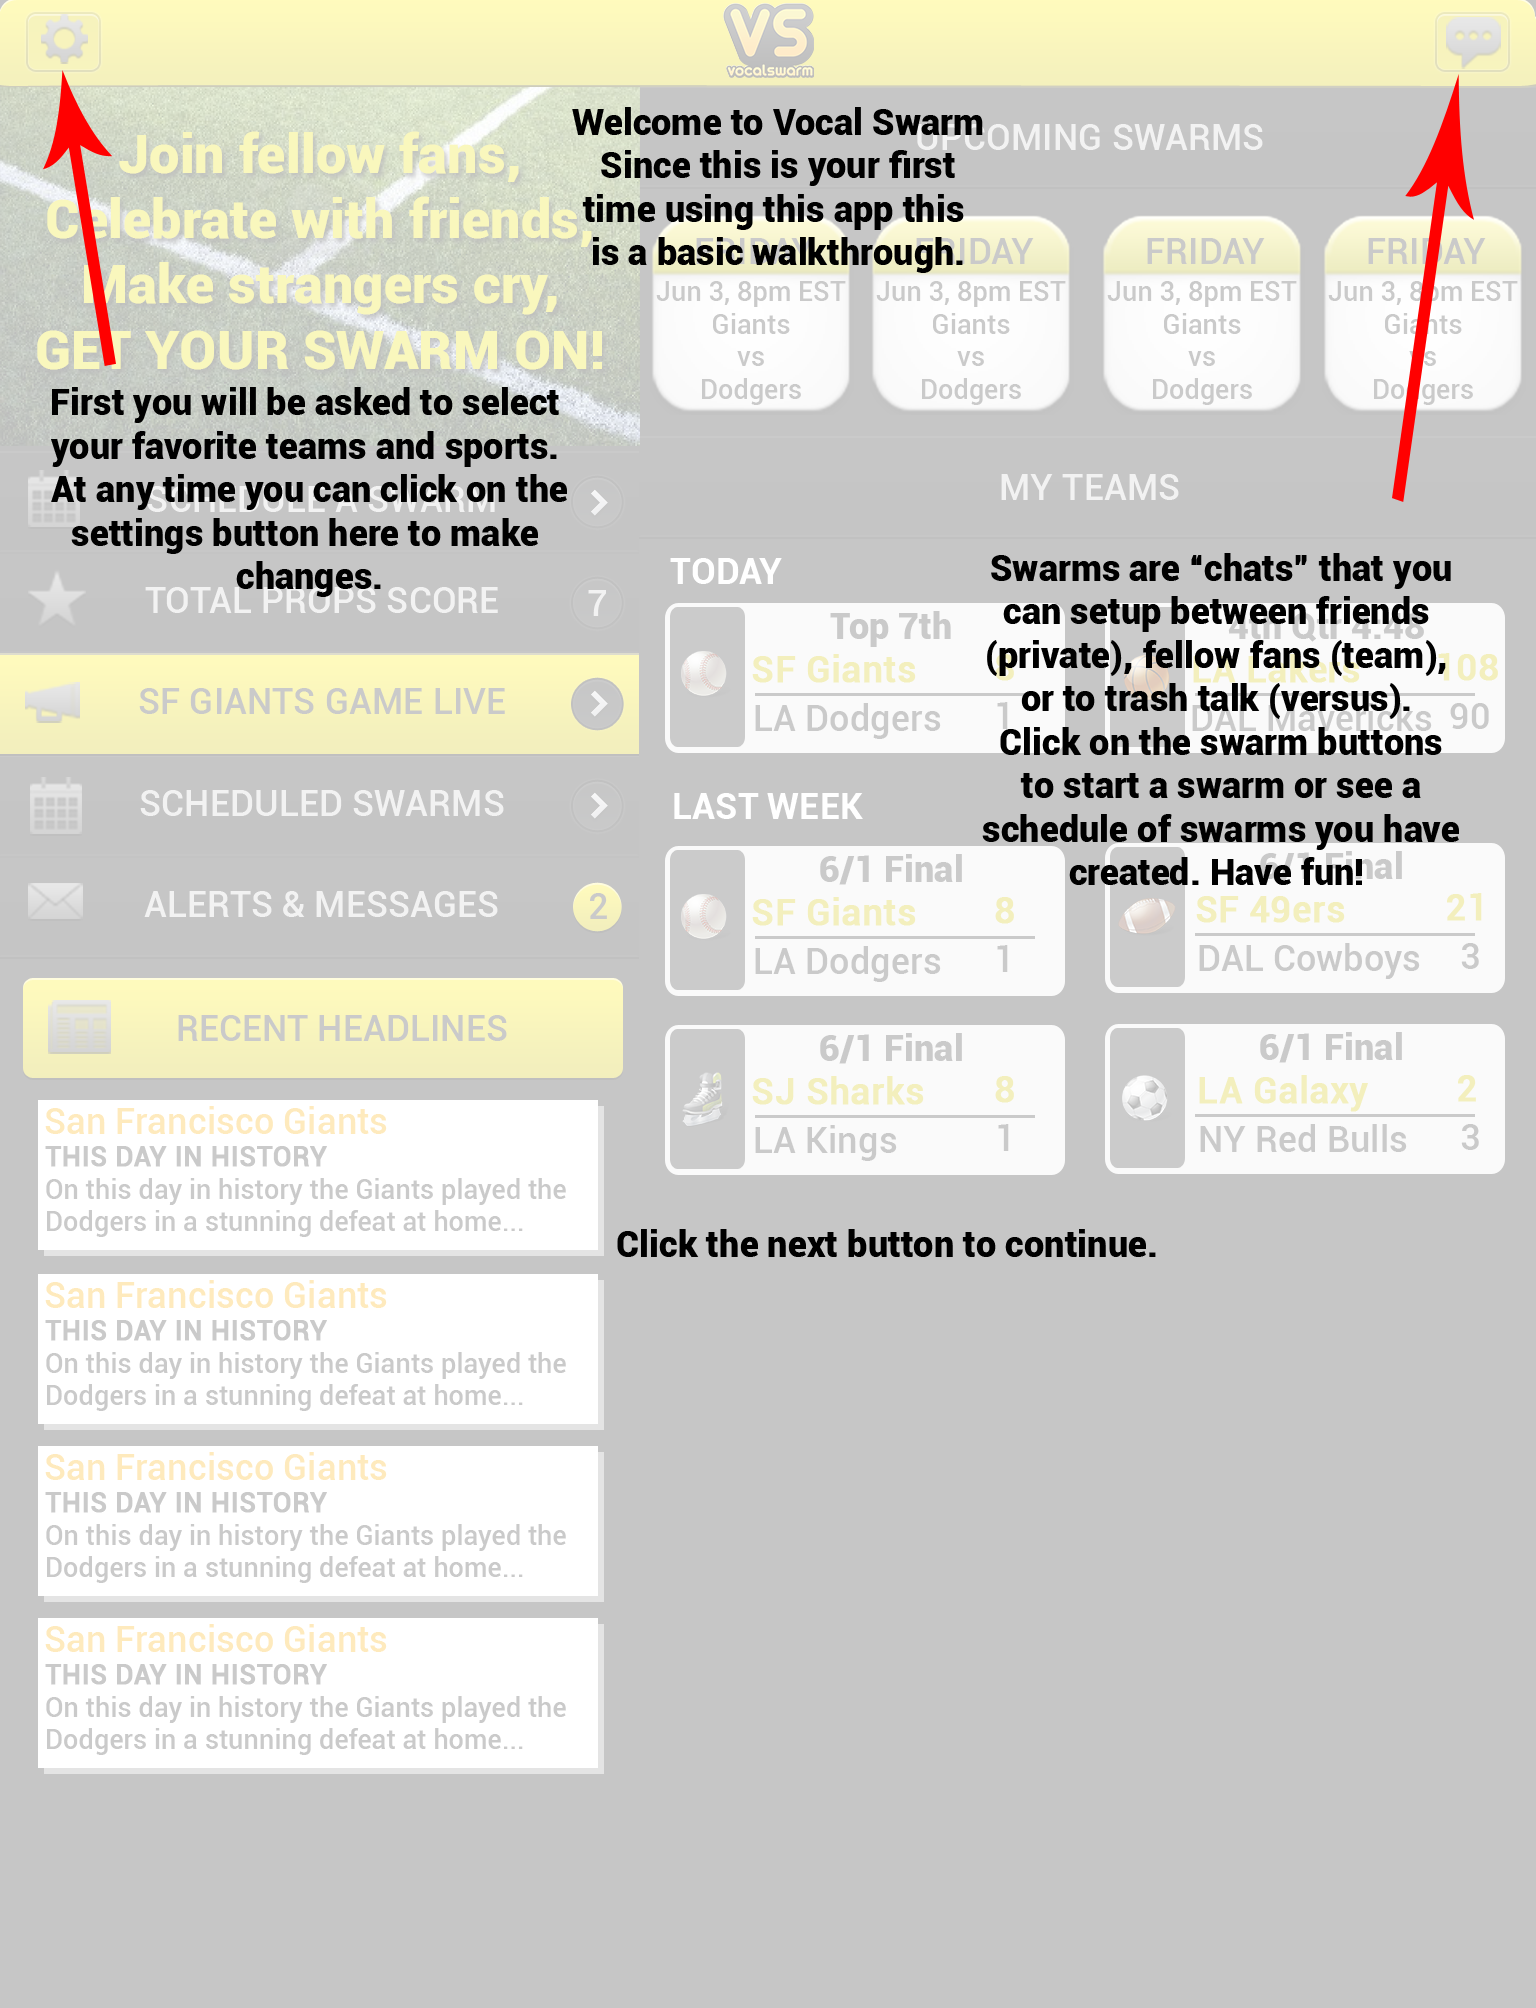 VS
vocalswarm
Welcome to Vocal Swarm
Since this is your first
time using this app this
is a basic walkthrough.
Join fellow fans,
Celebrate with friends,
Make strangers cry,
GET YOUR SWARM ON!
First you will be asked to select
your favorite teams and sports.
At any time you can click on the
settings button here to make
changes.
SCHEDULE A SWARM
TOTAL PROPS SCORE
7
SF GIANTS GAME LIVE
SCHEDULED SWARMS
ALERTS & MESSAGES
2
RECENT HEADLINES
San Francisco Giants
THIS DAY IN HISTORY
On this day in history the Giants played the
Dodgers in a stunning defeat at home...
San Francisco Giants
THIS DAY IN HISTORY
On this day in history the Giants played the
Dodgers in a stunning defeat at home...
San Francisco Giants
THIS DAY IN HISTORY
On this day in history the Giants played the
Dodgers in a stunning defeat at home...
San Francisco Giants
THIS DAY IN HISTORY
On this day in history the Giants played the
Dodgers in a stunning defeat at home...
UPCOMING SWARMS
FRIDAY
Jun 3, 8pm EST
Giants
vs
Dodgers
FRIDAY
Jun 3, 8pm EST
Giants
vs
Dodgers
FRIDAY
Jun 3, 8pm EST
Giants
vs
Dodgers
FRIDAY
Jun 3, 8pm EST
Giants
vs
Dodgers
MY TEAMS
Swarms are “chats” that you
can setup between friends
(private), fellow fans (team),
or to trash talk (versus).
Click on the swarm buttons
to start a swarm or see a
schedule of swarms you have
created. Have fun!
TODAY
Top 7th
SF Giants
LA Dodgers 1
4th Qtr 4:48
LA Lakers 108
DAL Mavericks 90
LAST WEEK
6/1 Final
SF Giants 8
LA Dodgers 1
6/1 Final
SF 49ers 21
DAL Cowboys 3
6/1 Final
SJ Sharks 8
LA Kings 1
6/1 Final
LA Galaxy 2
NY Red Bulls 3
Click the next button to continue.